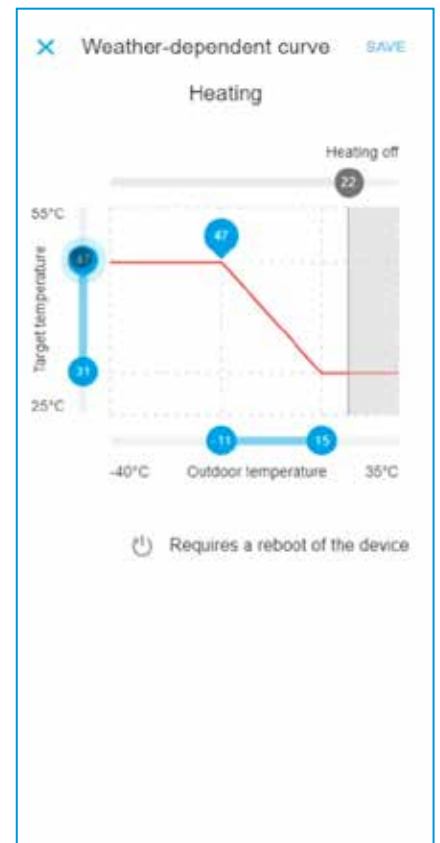 Weather-dependent curve SAVE
Heating
Heating off
22
55°C
47
47
Target temperature
31
25°C
-11 15
-40°C Outdoor temperature 35°C
Requires a reboot of the device